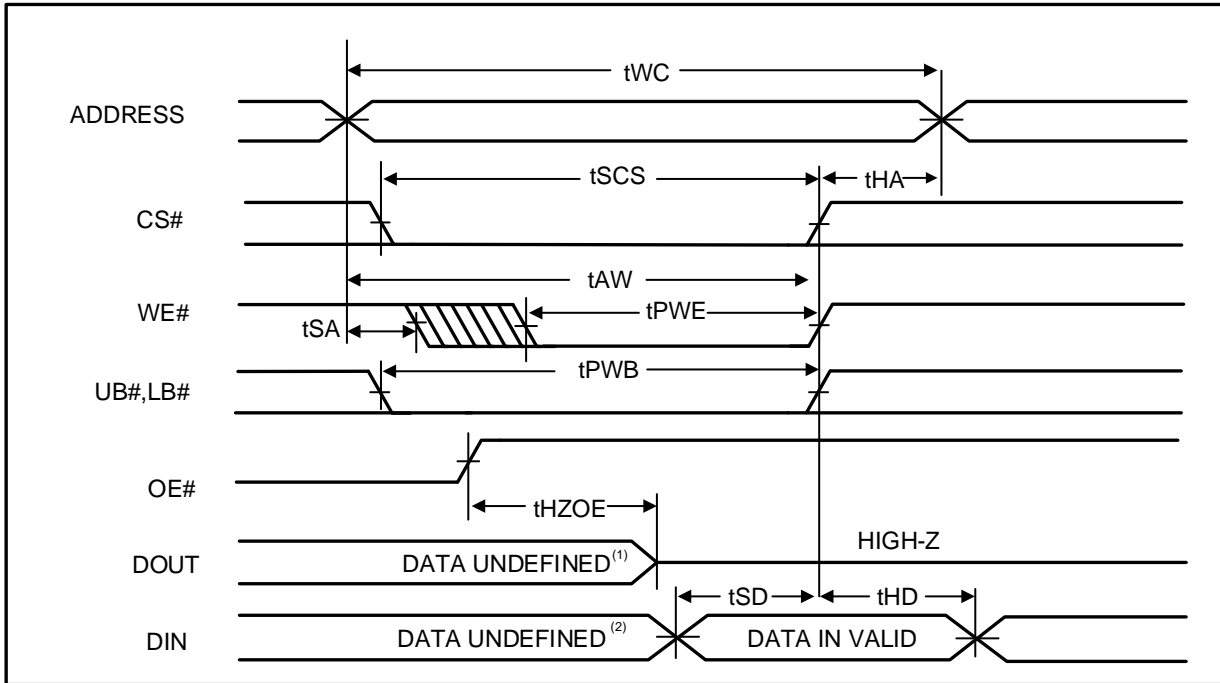 tWC
ADDRESS
tSCS
tHA
CS#
tAW
WE#
tSA
tPWE
tPWB
UB#,LB#
OE#
tHZOE
DOUT
DATA UNDEFINED(1)
HIGH-Z
tSD
tHD
DIN
DATA UNDEFINED (2)
DATA IN VALID